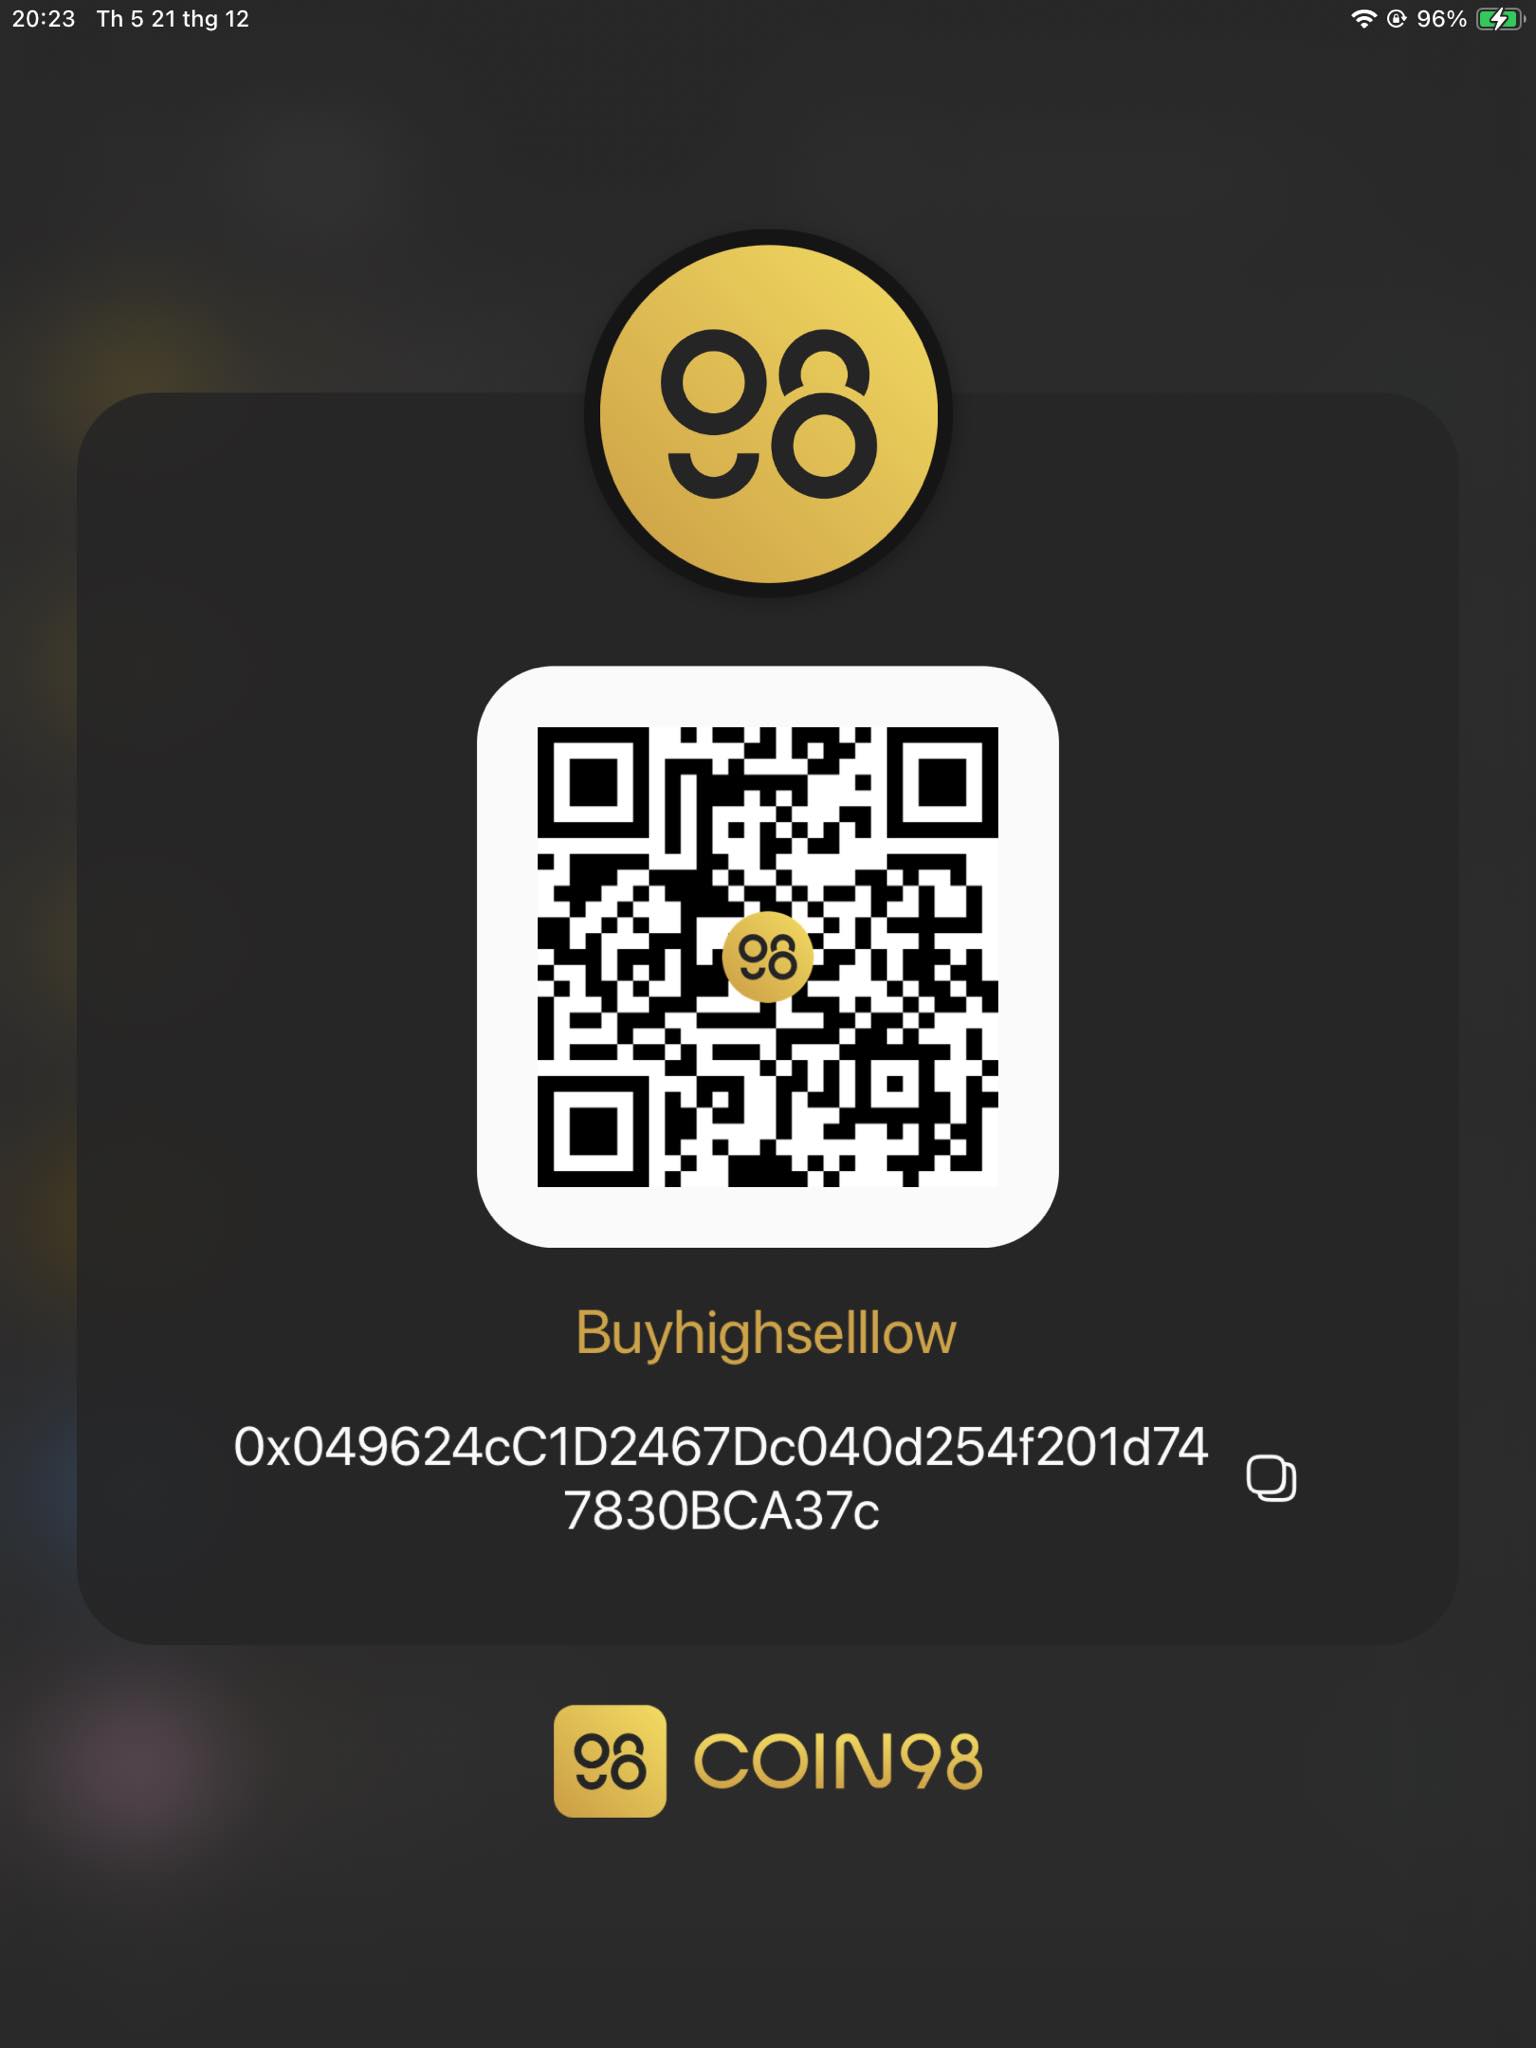 20:23 Th 5 21 thg 12 96%
98
98
Buyhighselllow
0x049624cC1D2467Dc040d254f201d74
7830BCA37c
98 COIN98